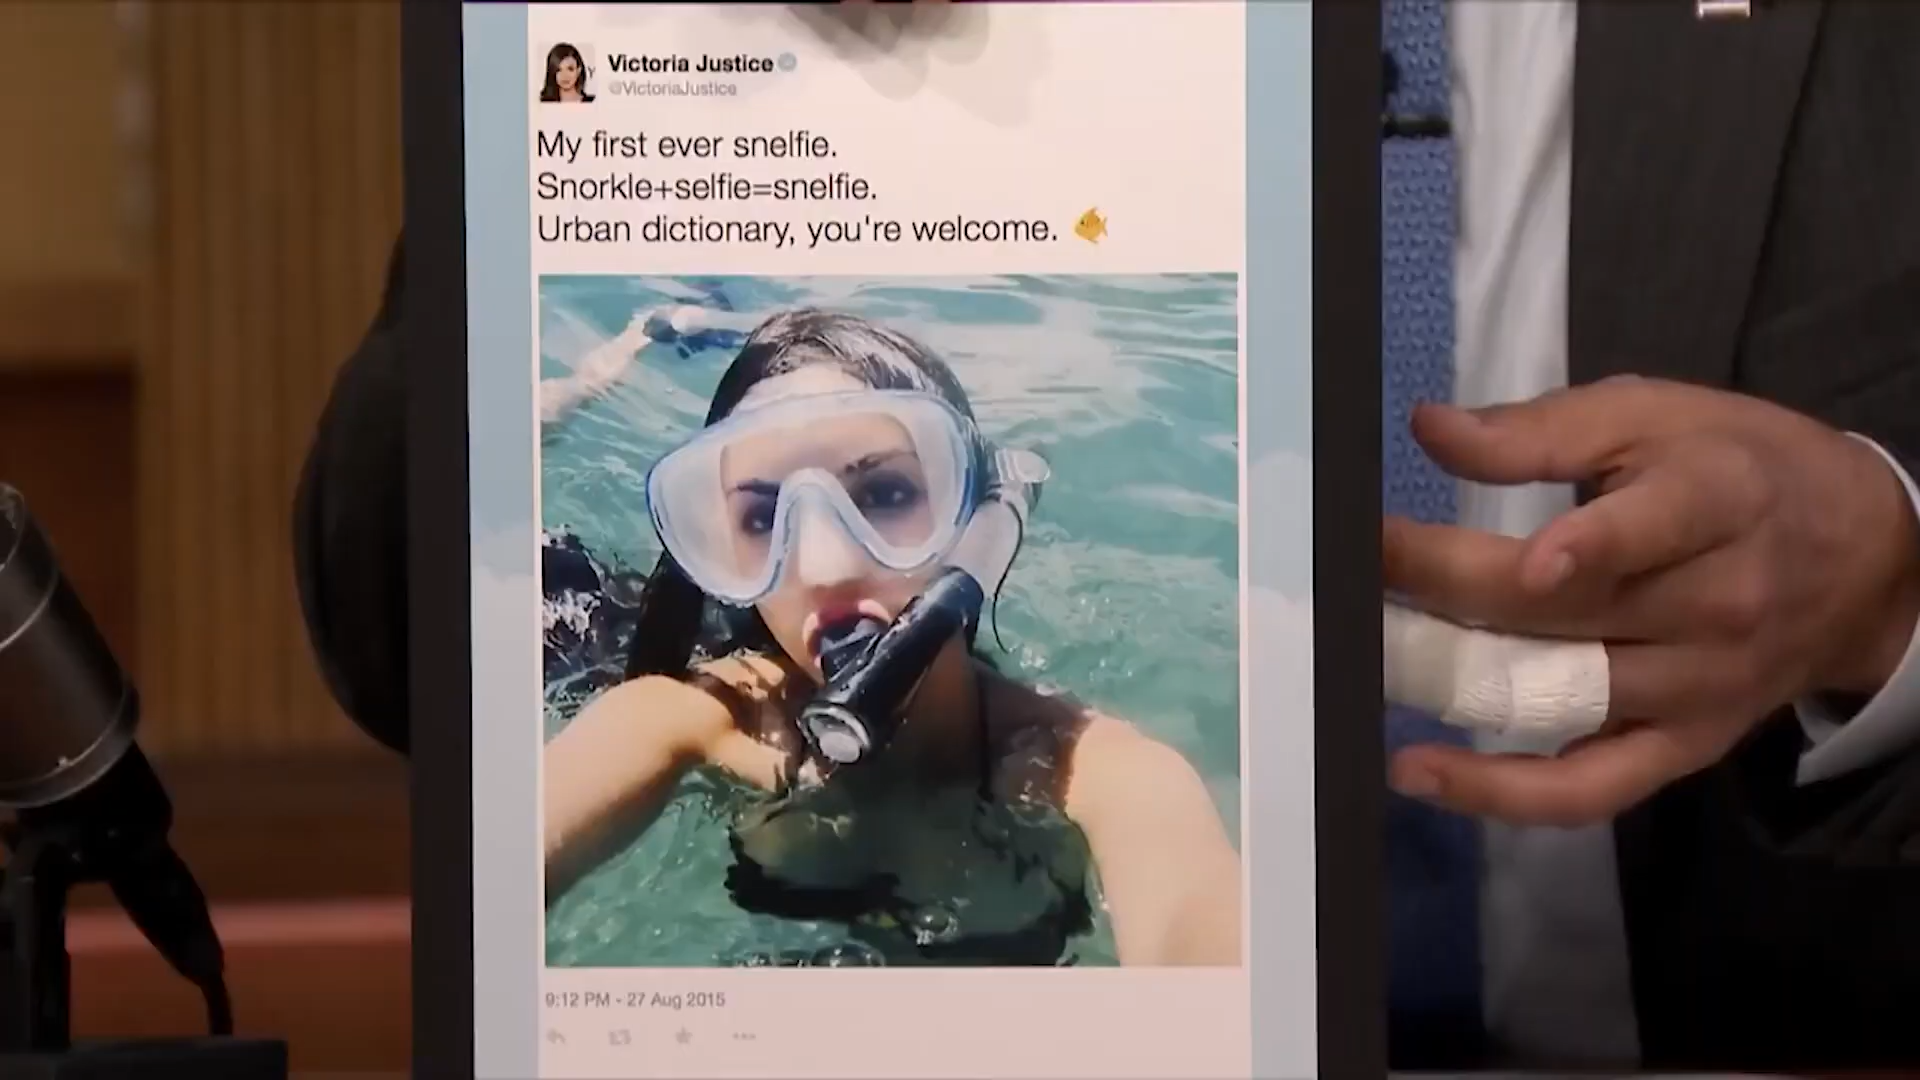 Victoria Justice
@VictoriaJustice
My first ever snelfie.
Snorkle+selfie=snelfie.
Urban dictionary, you're welcome.
9:12 PM - 27 Aug 2015